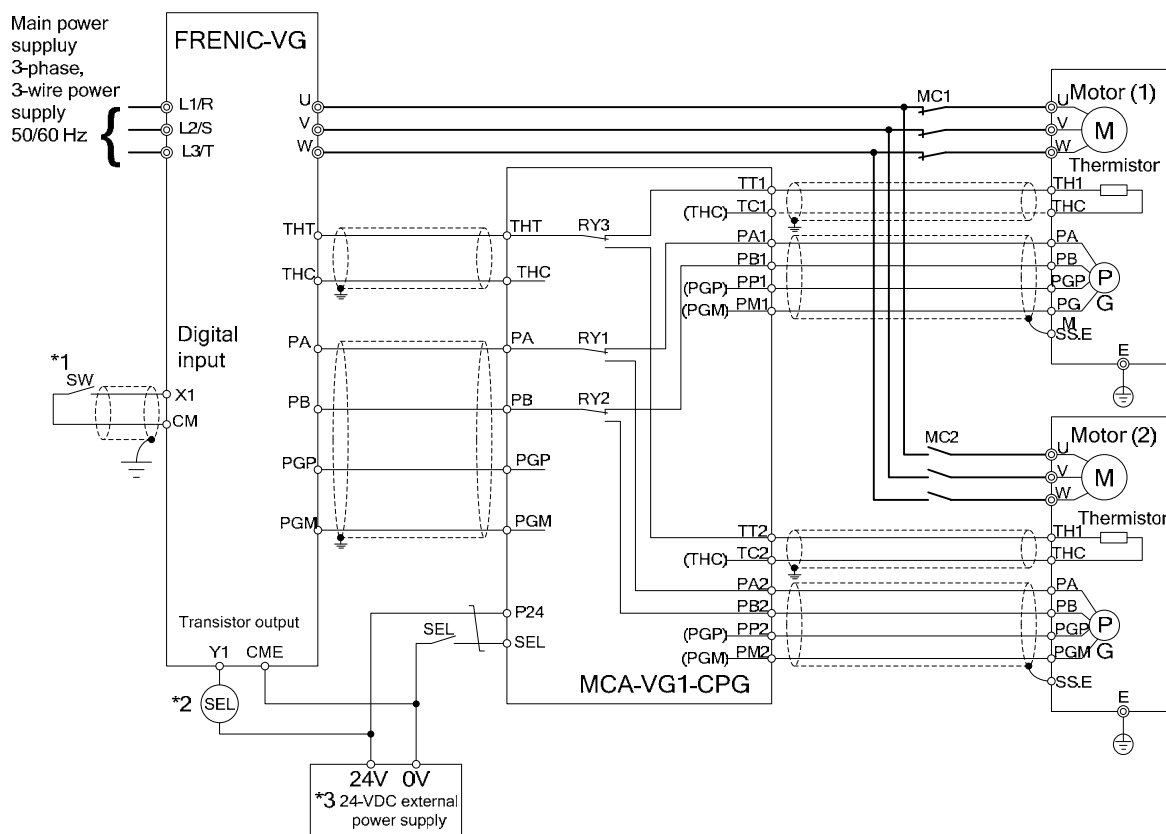 Main power
suppluy
3-phase,
3-wire power
supply
50/60 Hz
FRENIC-VG
L1/R
L2/S
L3/T
U
V
W
MC1
Motor (1)
U
V
W
M
Thermistor
TT1
(THC) TC1
TH1
THC
THT
THT
RY3
THC
THC
PA1
PB1
(PGP) PP1
(PGM) PM1
PA
PB
PGP
PG
M
SS.E
P
G
E
Digital
input
PA
PA
RY1
*1
SW
X1
CM
PB
PB
RY2
PGP
PGP
PGM
PGM
MC2
Motor (2)
U
V
W
M
Thermistor
TT2
(THC) TC2
TH1
THC
PA2
PB2
(PGP) PP2
(PGM) PM2
PA
PB
PGP
PGM
SS.E
P
G
E
P24
SEL
SEL
MCA-VG1-CPG
Transistor output
Y1 CME
*2 SEL
24V 0V
*3 24-VDC external
power supply